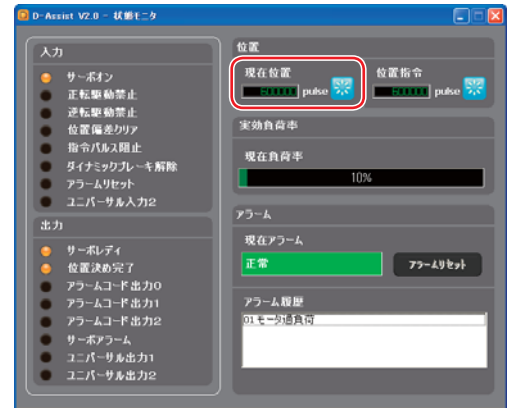 D-Assist V2.0 - 状態モニタ
入力
サーボオン
正転駆動禁止
逆転駆動禁止
位置偏差クリア
指令パルス阻止
ダイナミックブレーキ解除
アラームリセット
ユニバーサル入力2
出力
サーボレディ
位置決め完了
アラームコード出力0
アラームコード出力1
アラームコード出力2
サーボアラーム
ユニバーサル出力1
ユニバーサル出力2
位置
現在位置
600000 pulse
位置指令
600000 pulse
実効負荷率
現在負荷率
10%
アラーム
現在アラーム
正常
アラームリセット
アラーム履歴
01 モータ過負荷